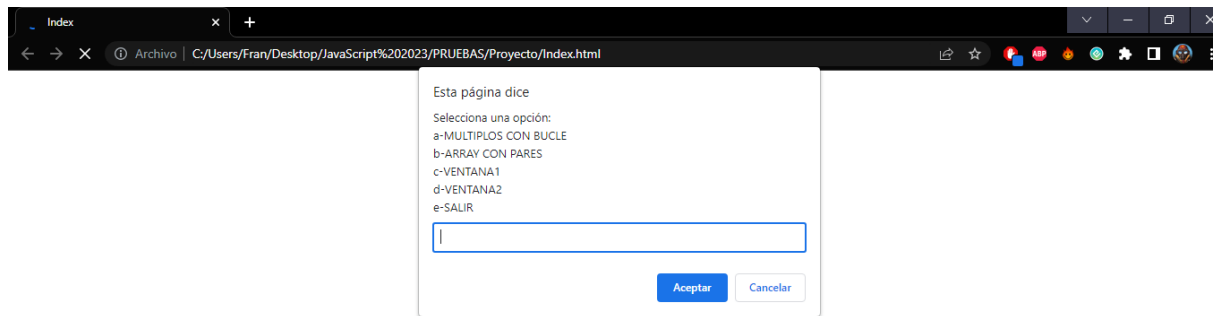 Index
Archivo | C:/Users/Fran/Desktop/JavaScript%202023/PRUEBAS/Proyecto/Index.html
ABP
Esta página dice
Selecciona una opción:
a-MULTIPLOS CON BUCLE
b-ARRAY CON PARES
c-VENTANA1
d-VENTANA2
e-SALIR
Aceptar Cancelar